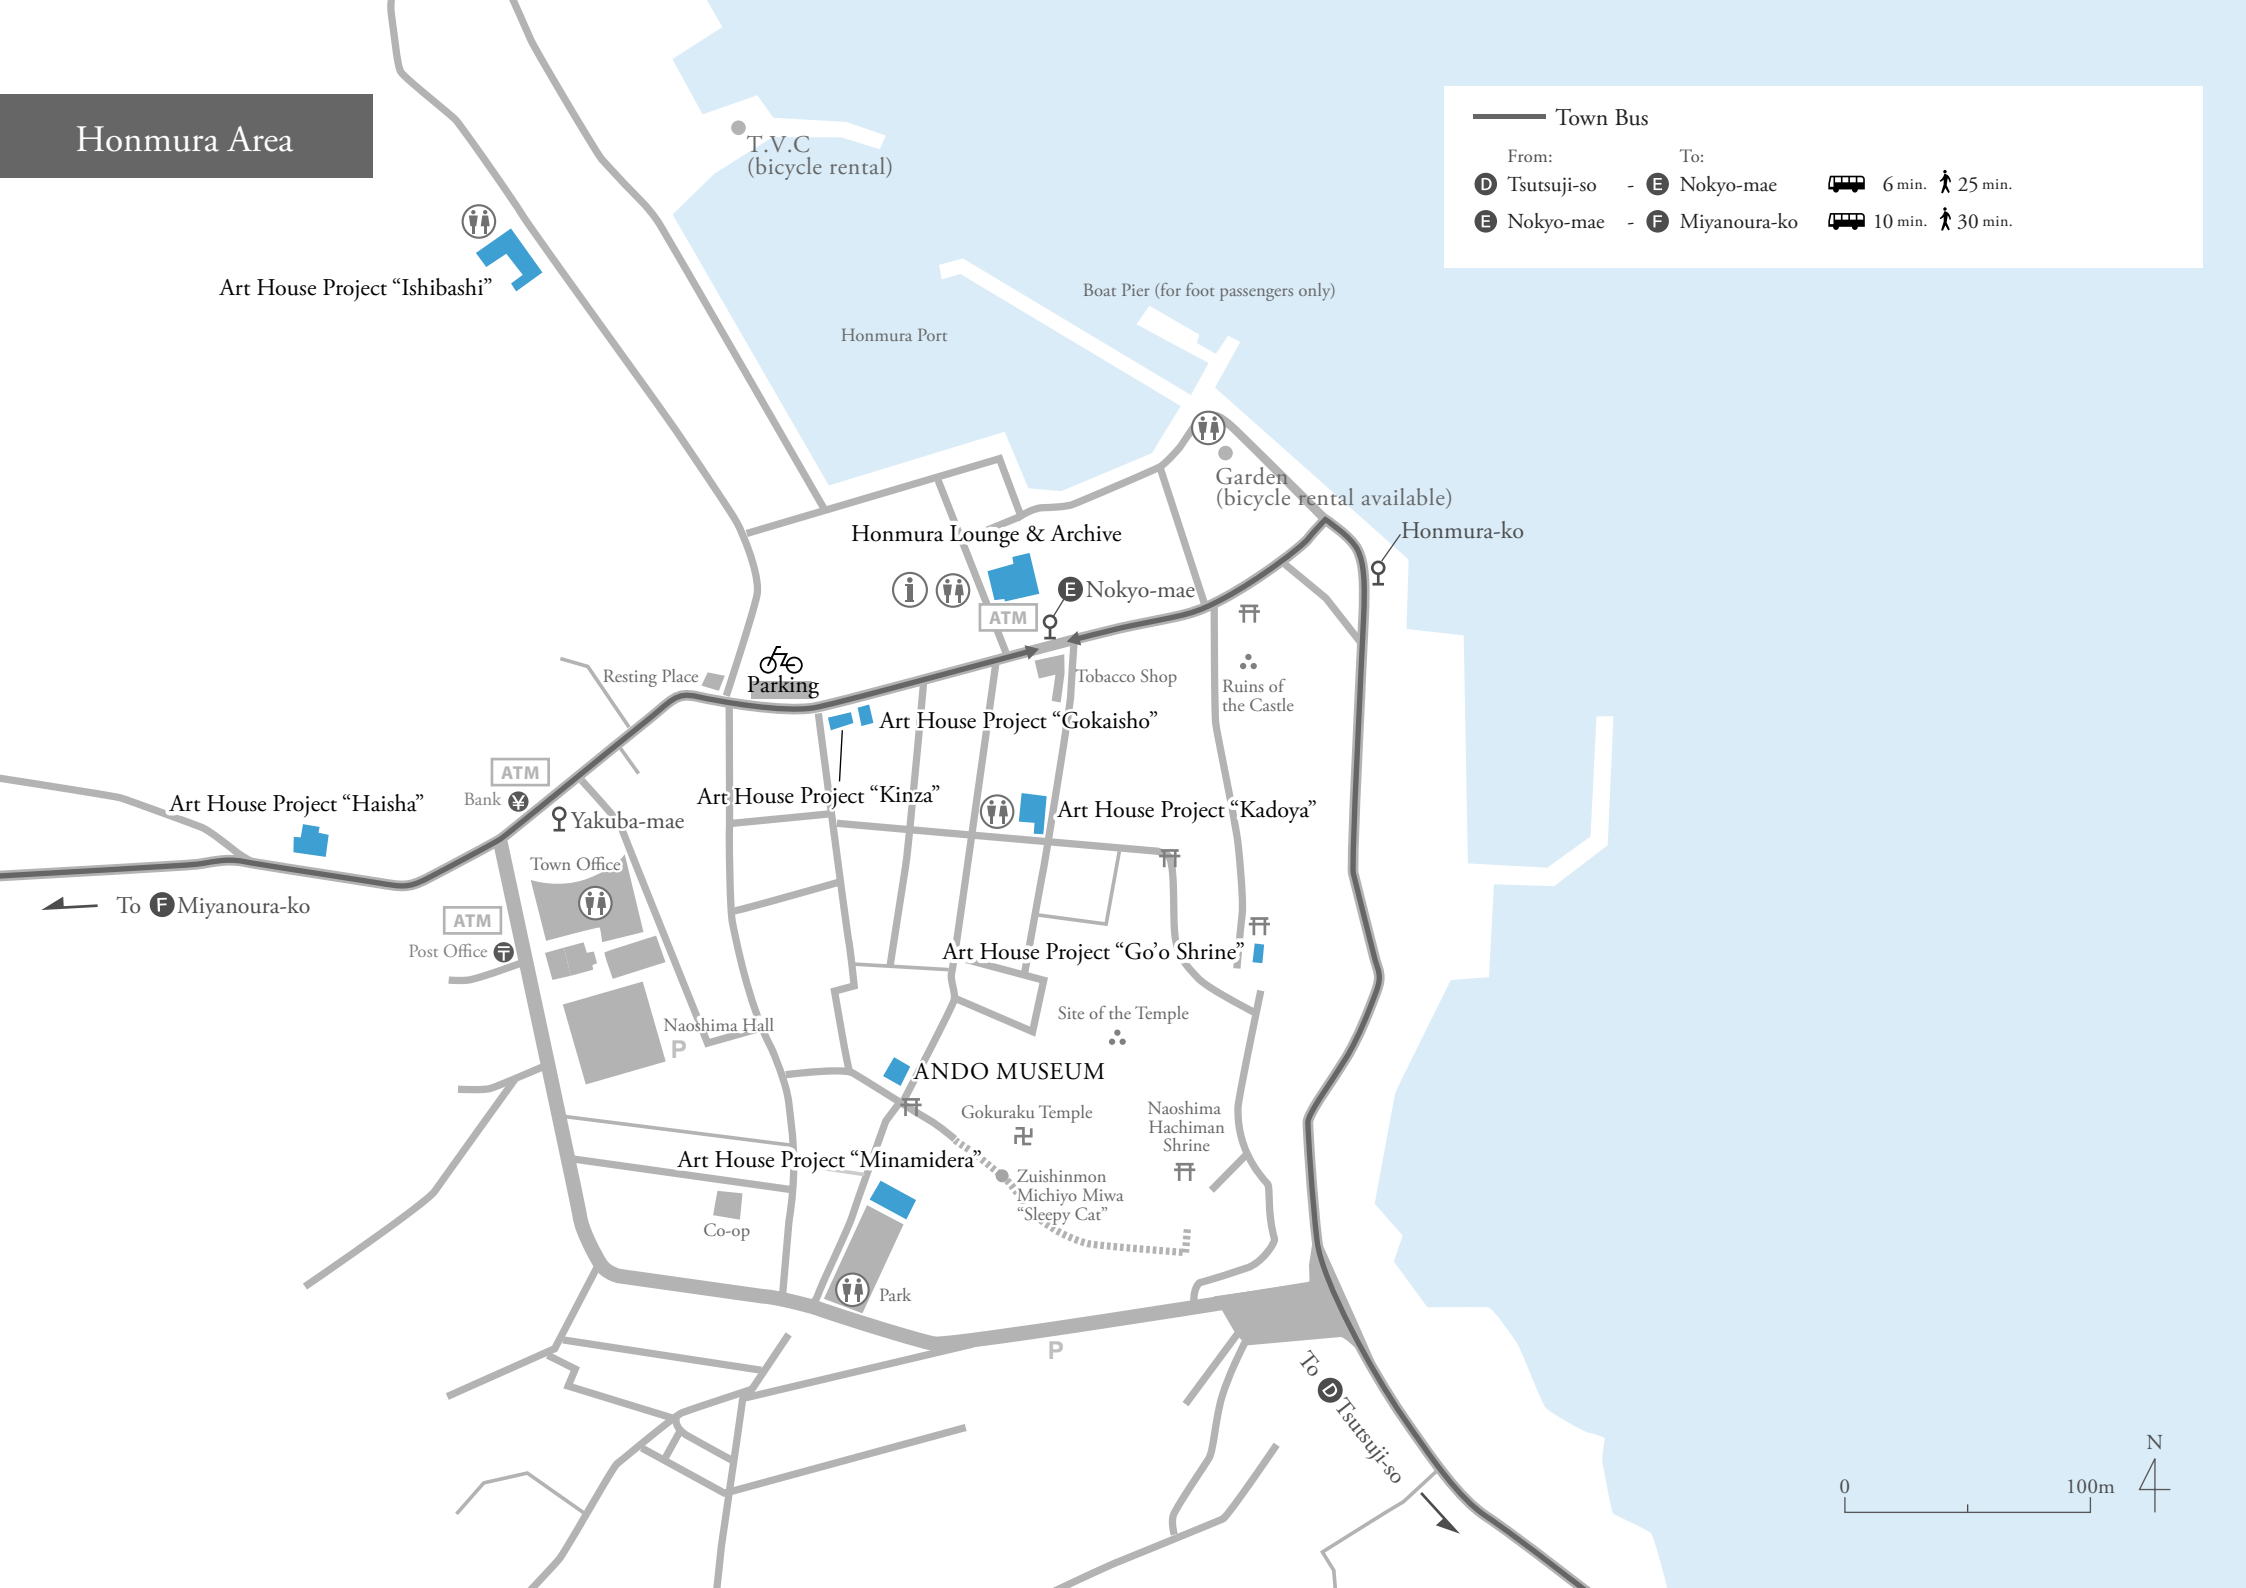 Honmura Area
T.V.C
(bicycle rental)
Town Bus
From:
To:
D Tsutsuji-so - E Nokyo-mae 6 min. 25 min.
E Nokyo-mae - F Miyanoura-ko 10 min. 30 min.
Art House Project “Ishibashi”
Boat Pier (for foot passengers only)
Honmura Port
Garden
(bicycle rental available)
Honmura-ko
Honmura Lounge & Archive
i
E Nokyo-mae
ATM
Resting Place
Parking
Tobacco Shop
Ruins of
the Castle
Art House Project “Gokaisho”
ATM
Bank ¥
Art House Project “Haisha”
Art House Project “Kinza”
Art House Project “Kadoya”
Yakuba-mae
Town Office
To F Miyanoura-ko
ATM
Post Office 〒
Art House Project “Go’o Shrine”
Site of the Temple
Naoshima Hall
P
ANDO MUSEUM
Gokuraku Temple
卍
Naoshima
Hachiman
Shrine
Art House Project “Minamidera”
Zuishinmon
Michiyo Miwa
“Sleepy Cat”
Co-op
Park
P
To D Tsutsuji-so
N
0 100m